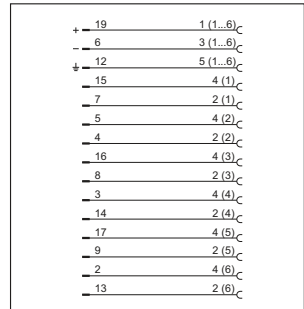 + 19 1 (1...6)
– 6 3 (1...6)
⏚ 12 5 (1...6)
15 4 (1)
7 2 (1)
5 4 (2)
4 2 (2)
16 4 (3)
8 2 (3)
3 4 (4)
14 2 (4)
17 4 (5)
9 2 (5)
2 4 (6)
13 2 (6)